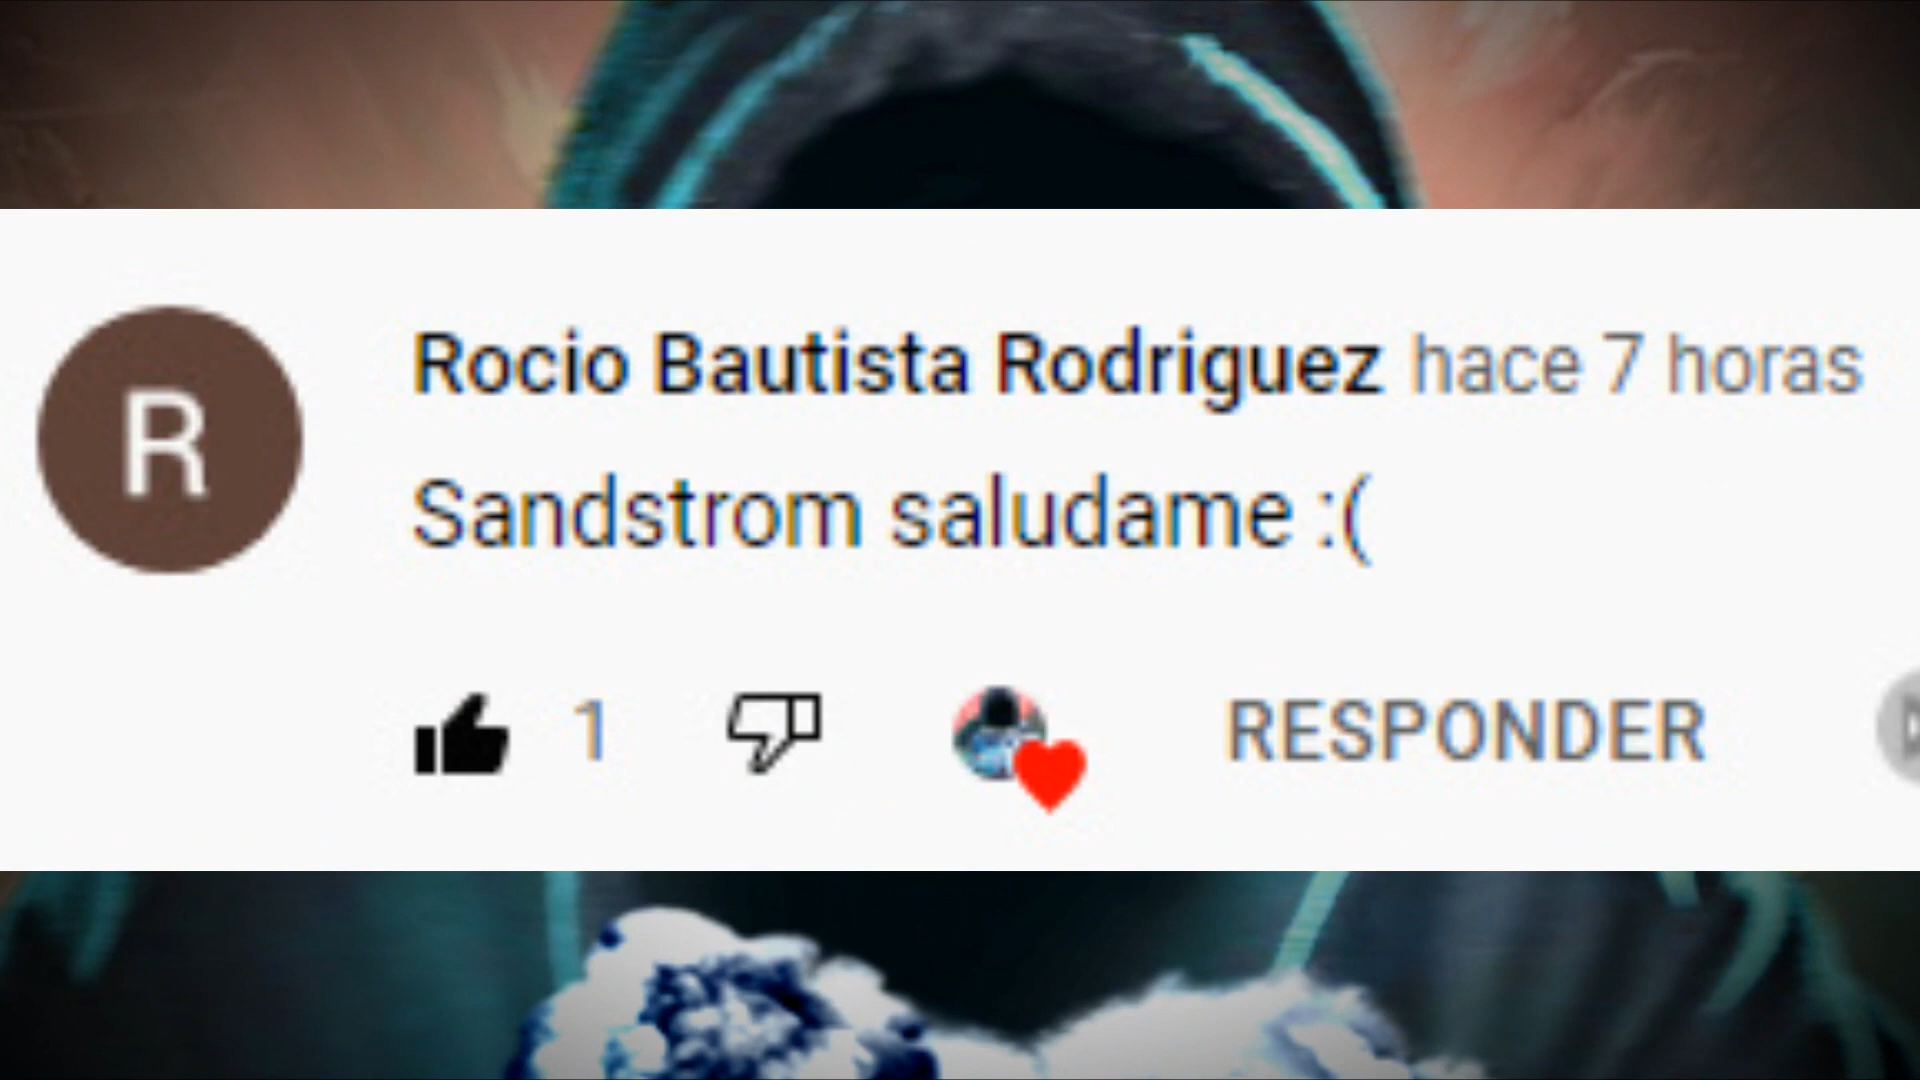 R
Rocio Bautista Rodriguez hace 7 horas
Sandstrom saludame :(
1 RESPONDER